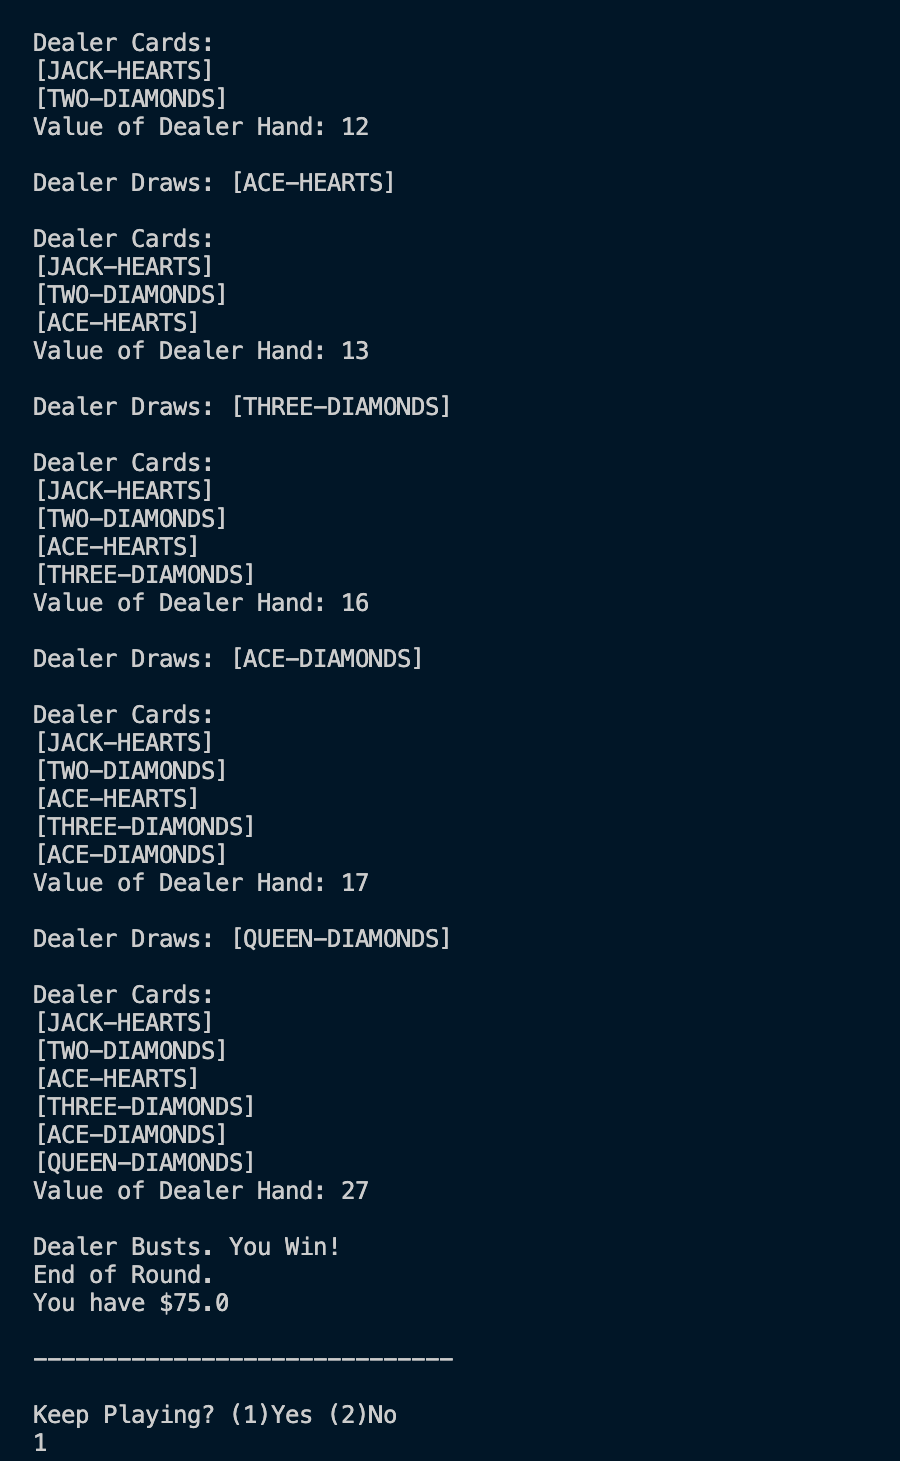 Dealer Cards:
[JACK-HEARTS]
[TWO-DIAMONDS]
Value of Dealer Hand: 12
Dealer Draws: [ACE-HEARTS]
Dealer Cards:
[JACK-HEARTS]
[TWO-DIAMONDS]
[ACE-HEARTS]
Value of Dealer Hand: 13
Dealer Draws: [THREE-DIAMONDS]
Dealer Cards:
[JACK-HEARTS]
[TWO-DIAMONDS]
[ACE-HEARTS]
[THREE-DIAMONDS]
Value of Dealer Hand: 16
Dealer Draws: [ACE-DIAMONDS]
Dealer Cards:
[JACK-HEARTS]
[TWO-DIAMONDS]
[ACE-HEARTS]
[THREE-DIAMONDS]
[ACE-DIAMONDS]
Value of Dealer Hand: 17
Dealer Draws: [QUEEN-DIAMONDS]
Dealer Cards:
[JACK-HEARTS]
[TWO-DIAMONDS]
[ACE-HEARTS]
[THREE-DIAMONDS]
[ACE-DIAMONDS]
[QUEEN-DIAMONDS]
Value of Dealer Hand: 27
Dealer Busts. You Win!
End of Round.
You have $75.0
------------------------------
Keep Playing? (1)Yes (2)No
1